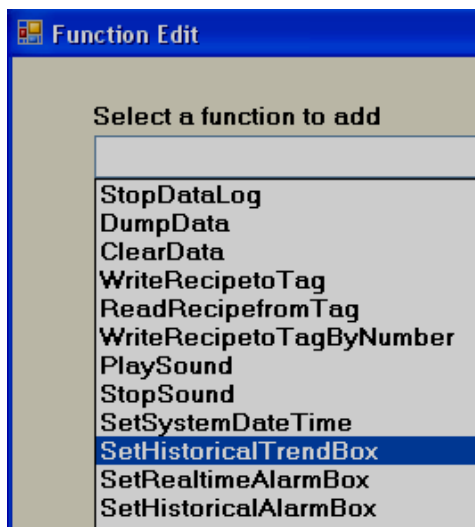 Function Edit
Select a function to add
StopDataLog
DumpData
ClearData
WriteRecipetoTag
ReadRecipefromTag
WriteRecipetoTagByNumber
PlaySound
StopSound
SetSystemDateTime
SetHistoricalTrendBox
SetRealtimeAlarmBox
SetHistoricalAlarmBox